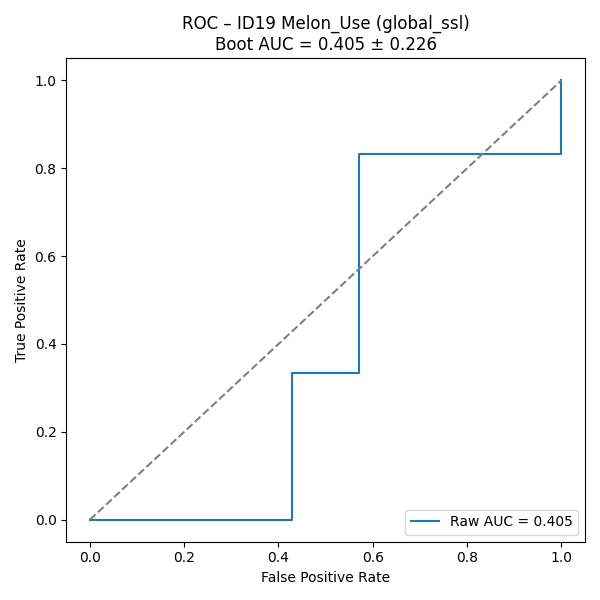 ROC – ID19 Melon_Use (global_ssl)
Boot AUC = 0.405 ± 0.226
True Positive Rate
1.0
0.8
0.6
0.4
0.2
0.0
0.0 0.2 0.4 0.6 0.8 1.0
False Positive Rate
Raw AUC = 0.405